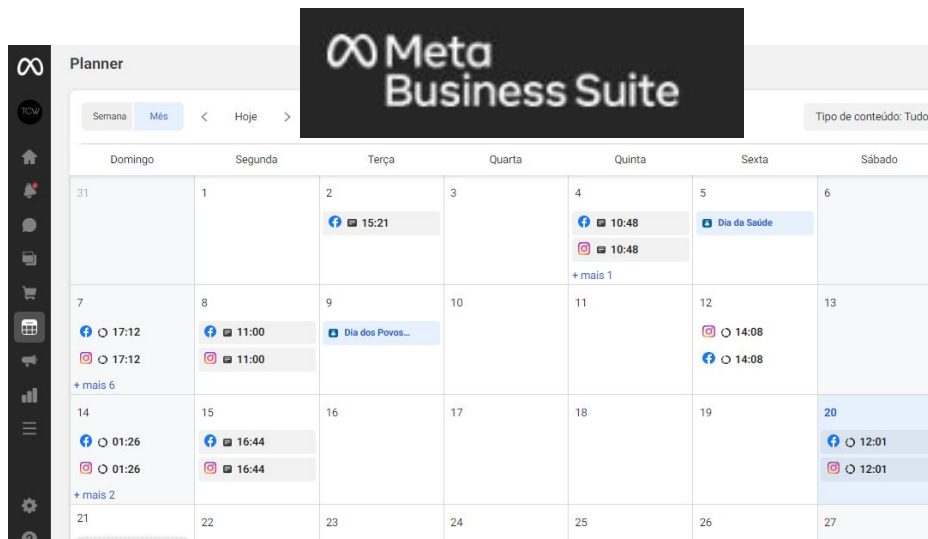 Meta
Business Suite
Planner
TCW
Semana Mês Hoje Tipo de conteúdo: Tudo
Domingo Segunda Terça Quarta Quinta Sexta Sábado
31 1 2 3 4 5 6
15:21 10:48 Dia da Saúde
10:48
+ mais 1
7 8 9 10 11 12 13
17:12 11:00 Dia dos Povos... 14:08
17:12 11:00 14:08
+ mais 6
14 15 16 17 18 19 20
01:26 16:44 12:01
01:26 16:44 12:01
+ mais 2
21 22 23 24 25 26 27